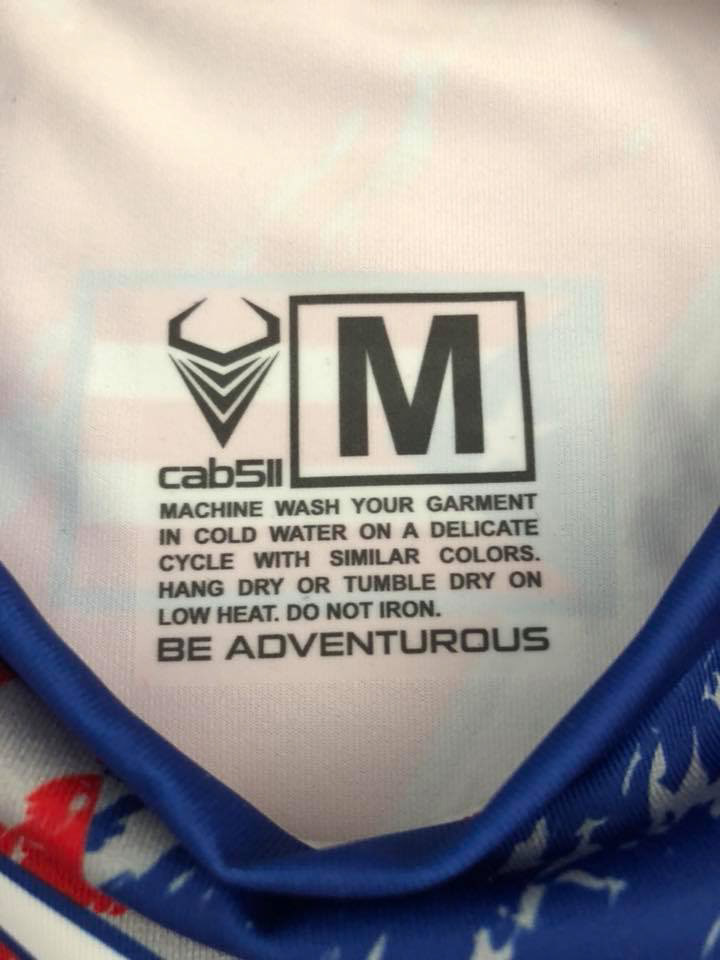 M
cab5ll
MACHINE WASH YOUR GARMENT
IN COLD WATER ON A DELICATE
CYCLE WITH SIMILAR COLORS.
HANG DRY OR TUMBLE DRY ON
LOW HEAT. DO NOT IRON.
BE ADVENTUROUS